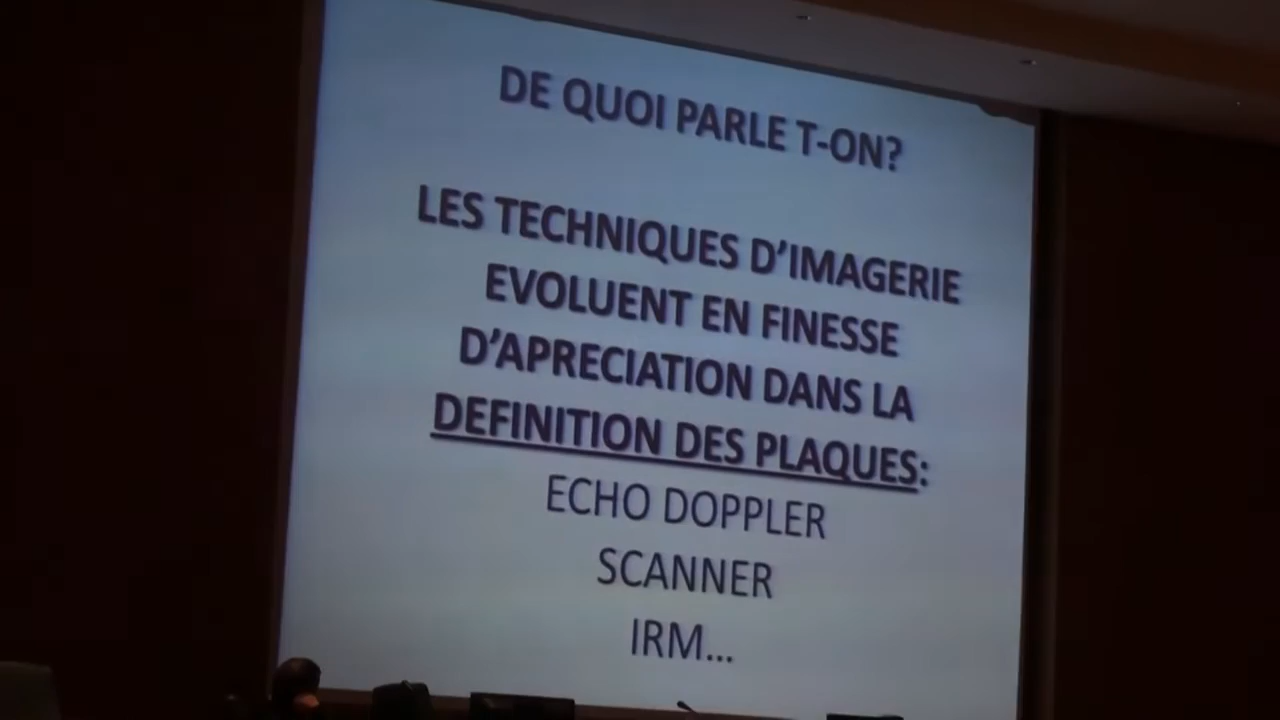 DE QUOI PARLE T-ON?
LES TECHNIQUES D’IMAGERIE
EVOLUENT EN FINESSE
D’APRECIATION DANS LA
DEFINITION DES PLAQUES:
ECHO DOPPLER
SCANNER
IRM...